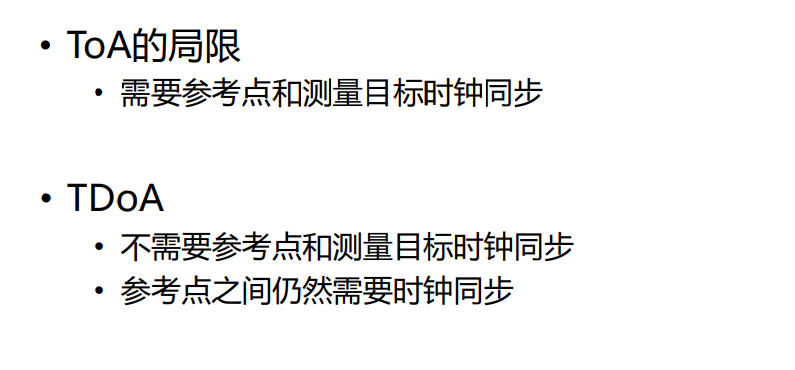 • ToA的局限
• 需要参考点和测量目标时钟同步
• TDoA
• 不需要参考点和测量目标时钟同步
• 参考点之间仍然需要时钟同步